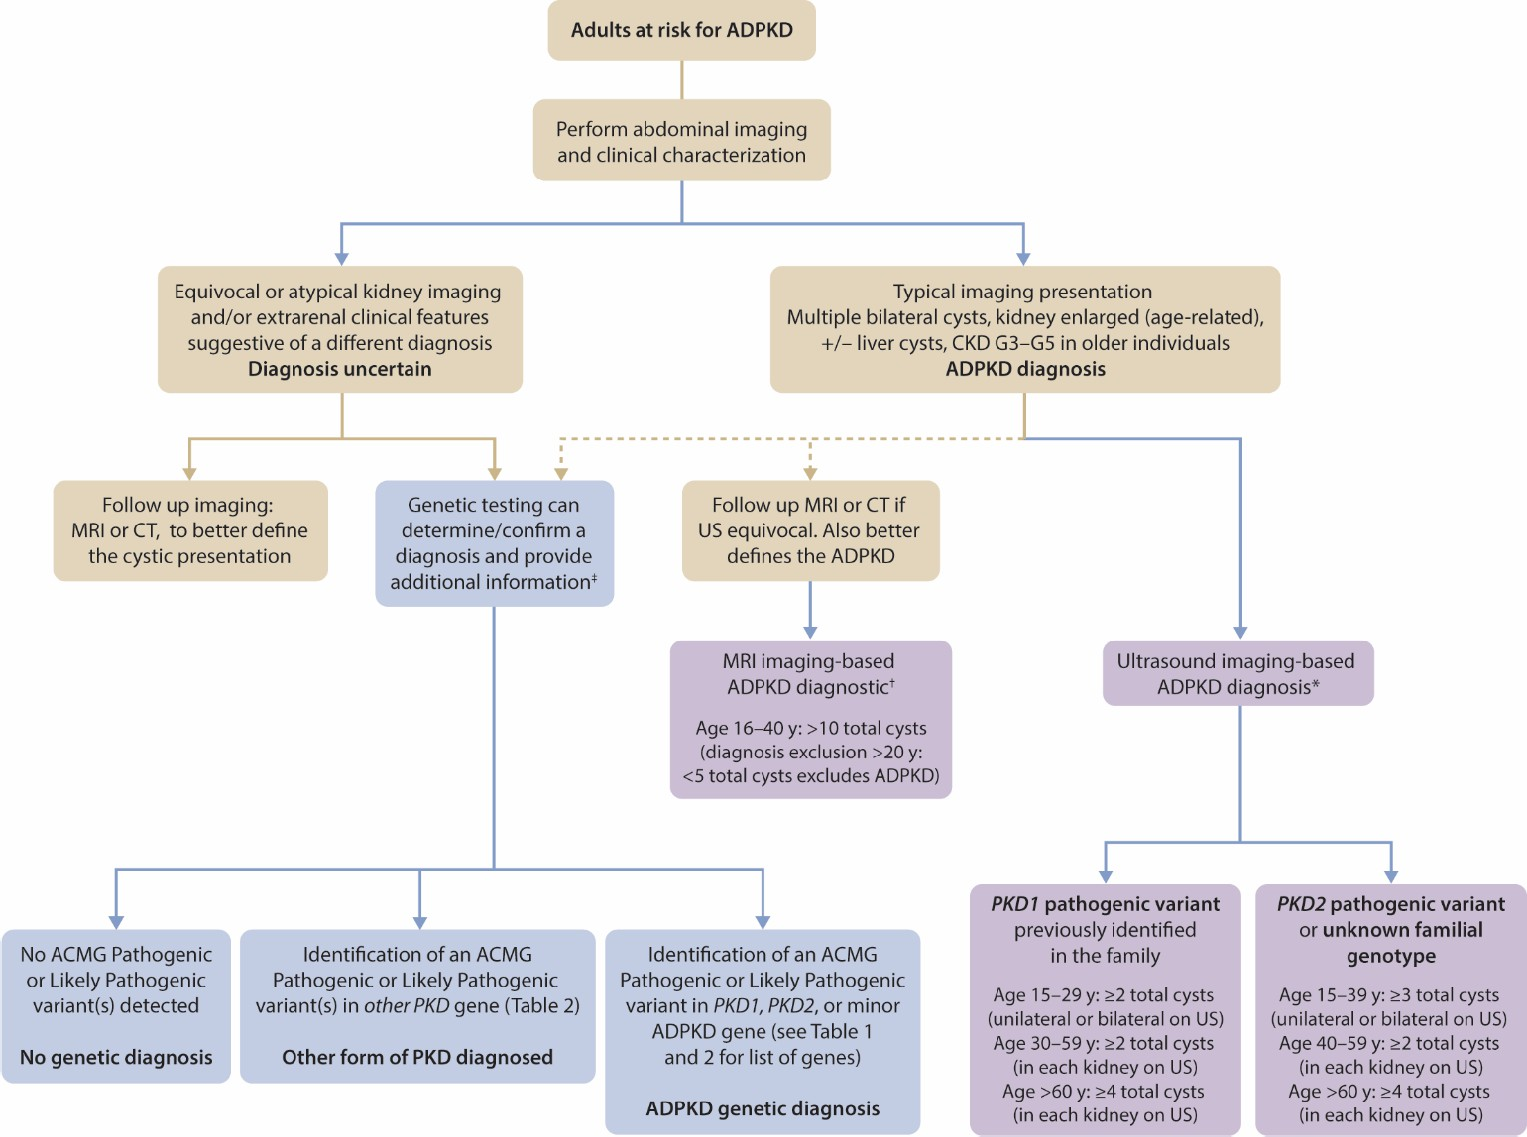 Adults at risk for ADPKD
Perform abdominal imaging
and clinical characterization
Equivocal or atypical kidney imaging
and/or extrarenal clinical features
suggestive of a different diagnosis
Diagnosis uncertain
Typical imaging presentation
Multiple bilateral cysts, kidney enlarged (age-related),
+/– liver cysts, CKD G3–G5 in older individuals
ADPKD diagnosis
Follow up imaging:
MRI or CT, to better define
the cystic presentation
Genetic testing can
determine/confirm a
diagnosis and provide
additional information‡
Follow up MRI or CT if
US equivocal. Also better
defines the ADPKD
MRI imaging-based
ADPKD diagnostic†
Age 16–40 y: >10 total cysts
(diagnosis exclusion >20 y:
<5 total cysts excludes ADPKD)
Ultrasound imaging-based
ADPKD diagnosis*
No ACMG Pathogenic
or Likely Pathogenic
variant(s) detected
No genetic diagnosis
Identification of an ACMG
Pathogenic or Likely Pathogenic
variant(s) in other PKD gene (Table 2)
Other form of PKD diagnosed
Identification of an ACMG
Pathogenic or Likely Pathogenic
variant in PKD1, PKD2, or minor
ADPKD gene (see Table 1
and 2 for list of genes)
ADPKD genetic diagnosis
PKD1 pathogenic variant
previously identified
in the family
Age 15–29 y: ≥2 total cysts
(unilateral or bilateral on US)
Age 30–59 y: ≥2 total cysts
(in each kidney on US)
Age >60 y: ≥4 total cysts
(in each kidney on US)
PKD2 pathogenic variant
or unknown familial
genotype
Age 15–39 y: ≥3 total cysts
(unilateral or bilateral on US)
Age 40–59 y: ≥2 total cysts
(in each kidney on US)
Age >60 y: ≥4 total cysts
(in each kidney on US)